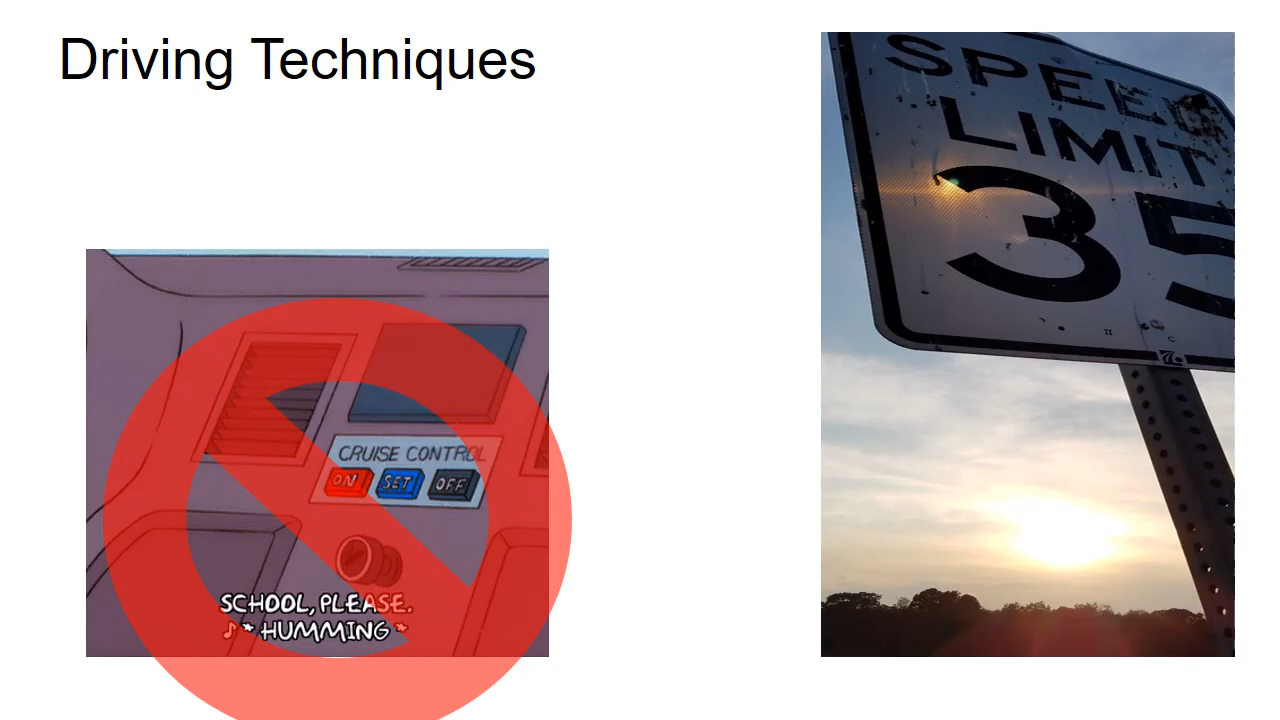 Driving Techniques
SPEED
LIMIT
35
CRUISE CONTROL
ON SET OFF
SCHOOL, PLEASE.
♪ * HUMMING *